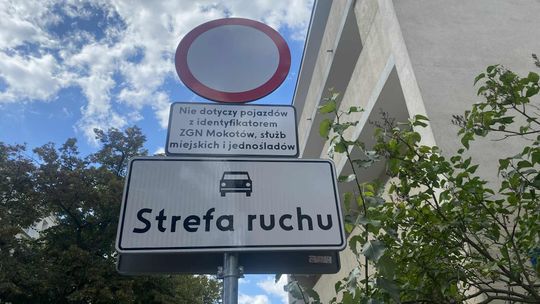 Nie dotyczy pojazdów
z identyfikatorem
ZGN Mokotów, służb
miejskich i jednośladów
Strefa ruchu